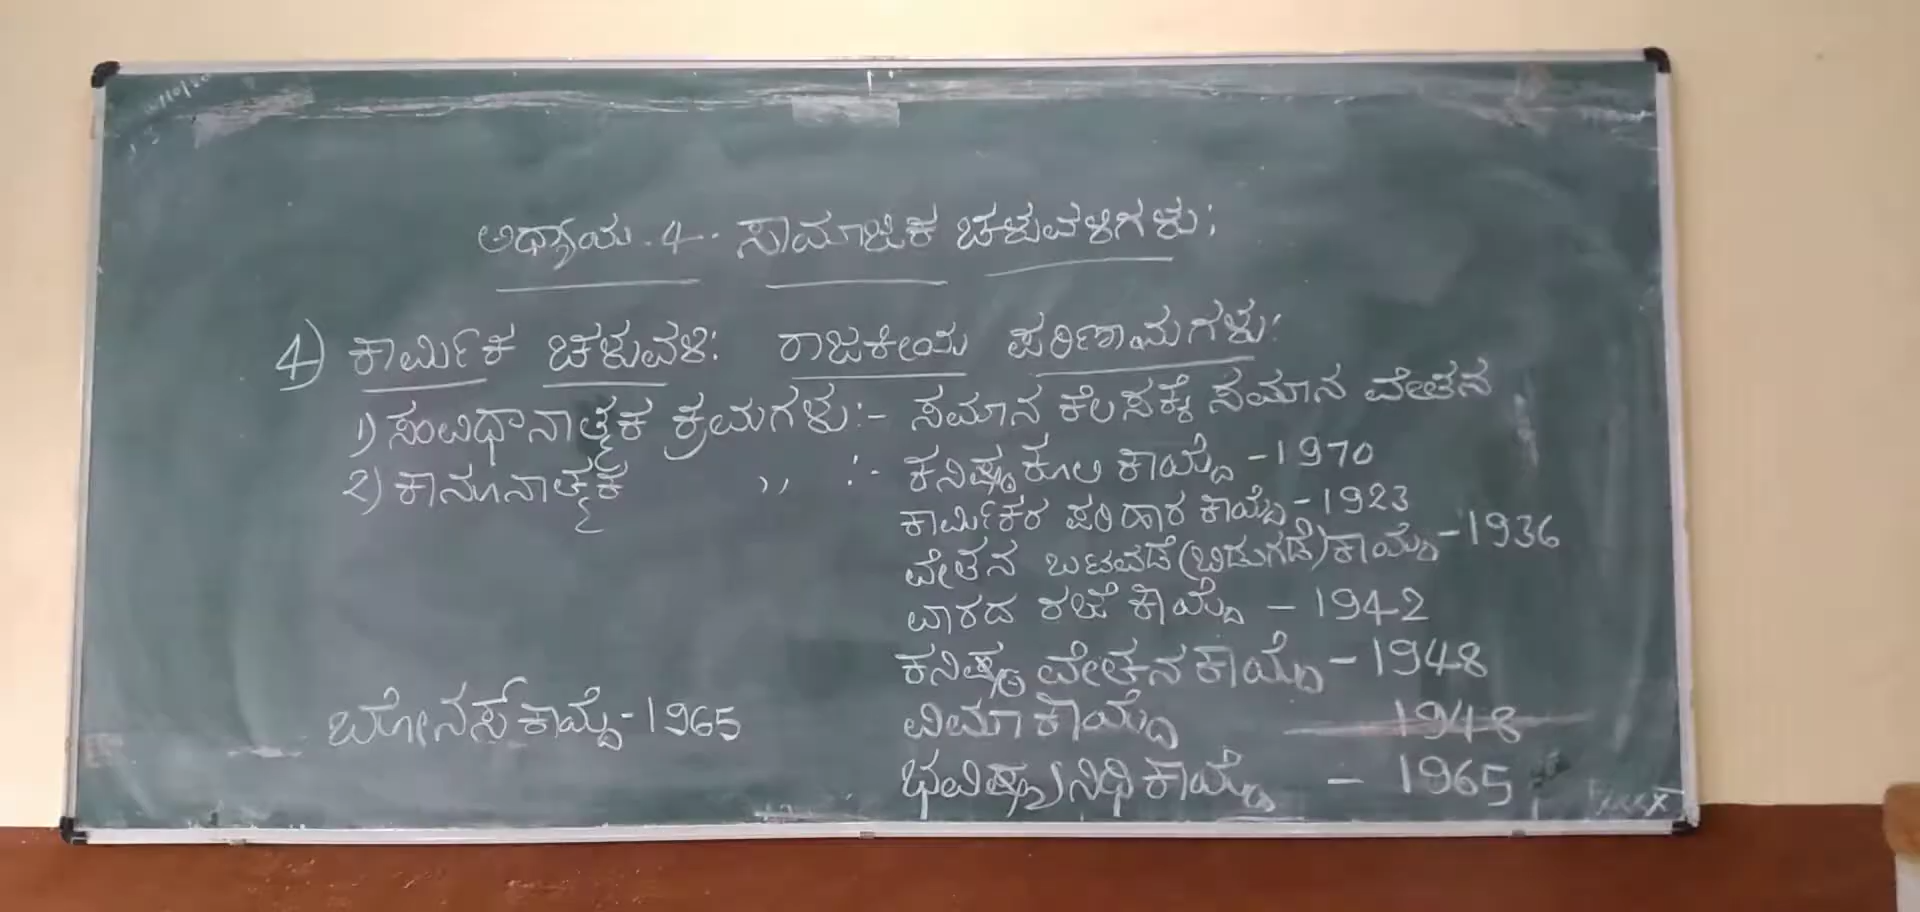 ಅಧ್ಯಾಯ . 4 . ಸಾಮಾಜಿಕ ಚಳುವಳಿಗಳು:
4) ಕಾರ್ಮಿಕ ಚಳುವಳಿ: ರಾಜಕೀಯ ಪರಿಣಾಮಗಳು:
1) ಸಂವಿಧಾನಾತ್ಮಕ ಕ್ರಮಗಳು:- ಸಮಾನ ಕೆಲಸಕ್ಕೆ ಸಮಾನ ವೇತನ
2) ಕಾನೂನಾತ್ಮಕ ,, :- ಕನಿಷ್ಠ ಕೂಲಿ ಕಾಯ್ದೆ - 1970
ಕಾರ್ಮಿಕರ ಪರಿಹಾರ ಕಾಯ್ದೆ - 1923
ವೇತನ ಬಟವಡೆ (ಬಿಡುಗಡೆ) ಕಾಯ್ದೆ - 1936
ವಾರದ ರಜೆ ಕಾಯ್ದೆ - 1942
ಕನಿಷ್ಠ ವೇತನ ಕಾಯ್ದೆ - 1948
ವಿಮಾ ಕಾಯ್ದೆ 1948
ಭವಿಷ್ಯ ನಿಧಿ ಕಾಯ್ದೆ - 1965
ಬೋನಸ್ ಕಾಯ್ದೆ - 1965